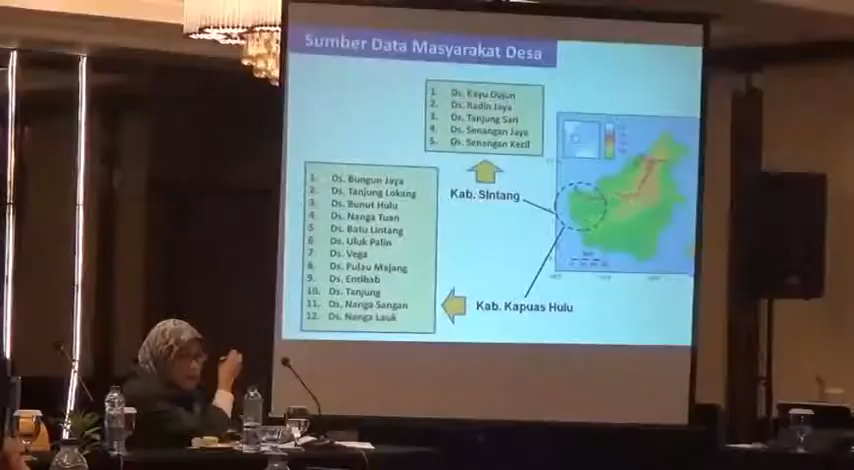 Sumber Data Masyarakat Desa
1. Ds. Kayu Dujun
2. Ds. Radin Jaya
3. Ds. Tanjung Sari
4. Ds. Senangan Jaya
5. Ds. Senangan Kecil
Kab. Sintang
1. Ds. Bungun Jaya
2. Ds. Tanjung Lokang
3. Ds. Bunut Hulu
4. Ds. Nanga Tuan
5 Ds. Batu Lintang
6 Ds. Uluk Palin
7 Ds. Vega
8. Ds. Pulau Majang
9. Ds. Entibab
10. Ds. Tanjung
11. Ds. Nanga Sangan
12. Ds. Nanga Lauk
Kab. Kapuas Hulu